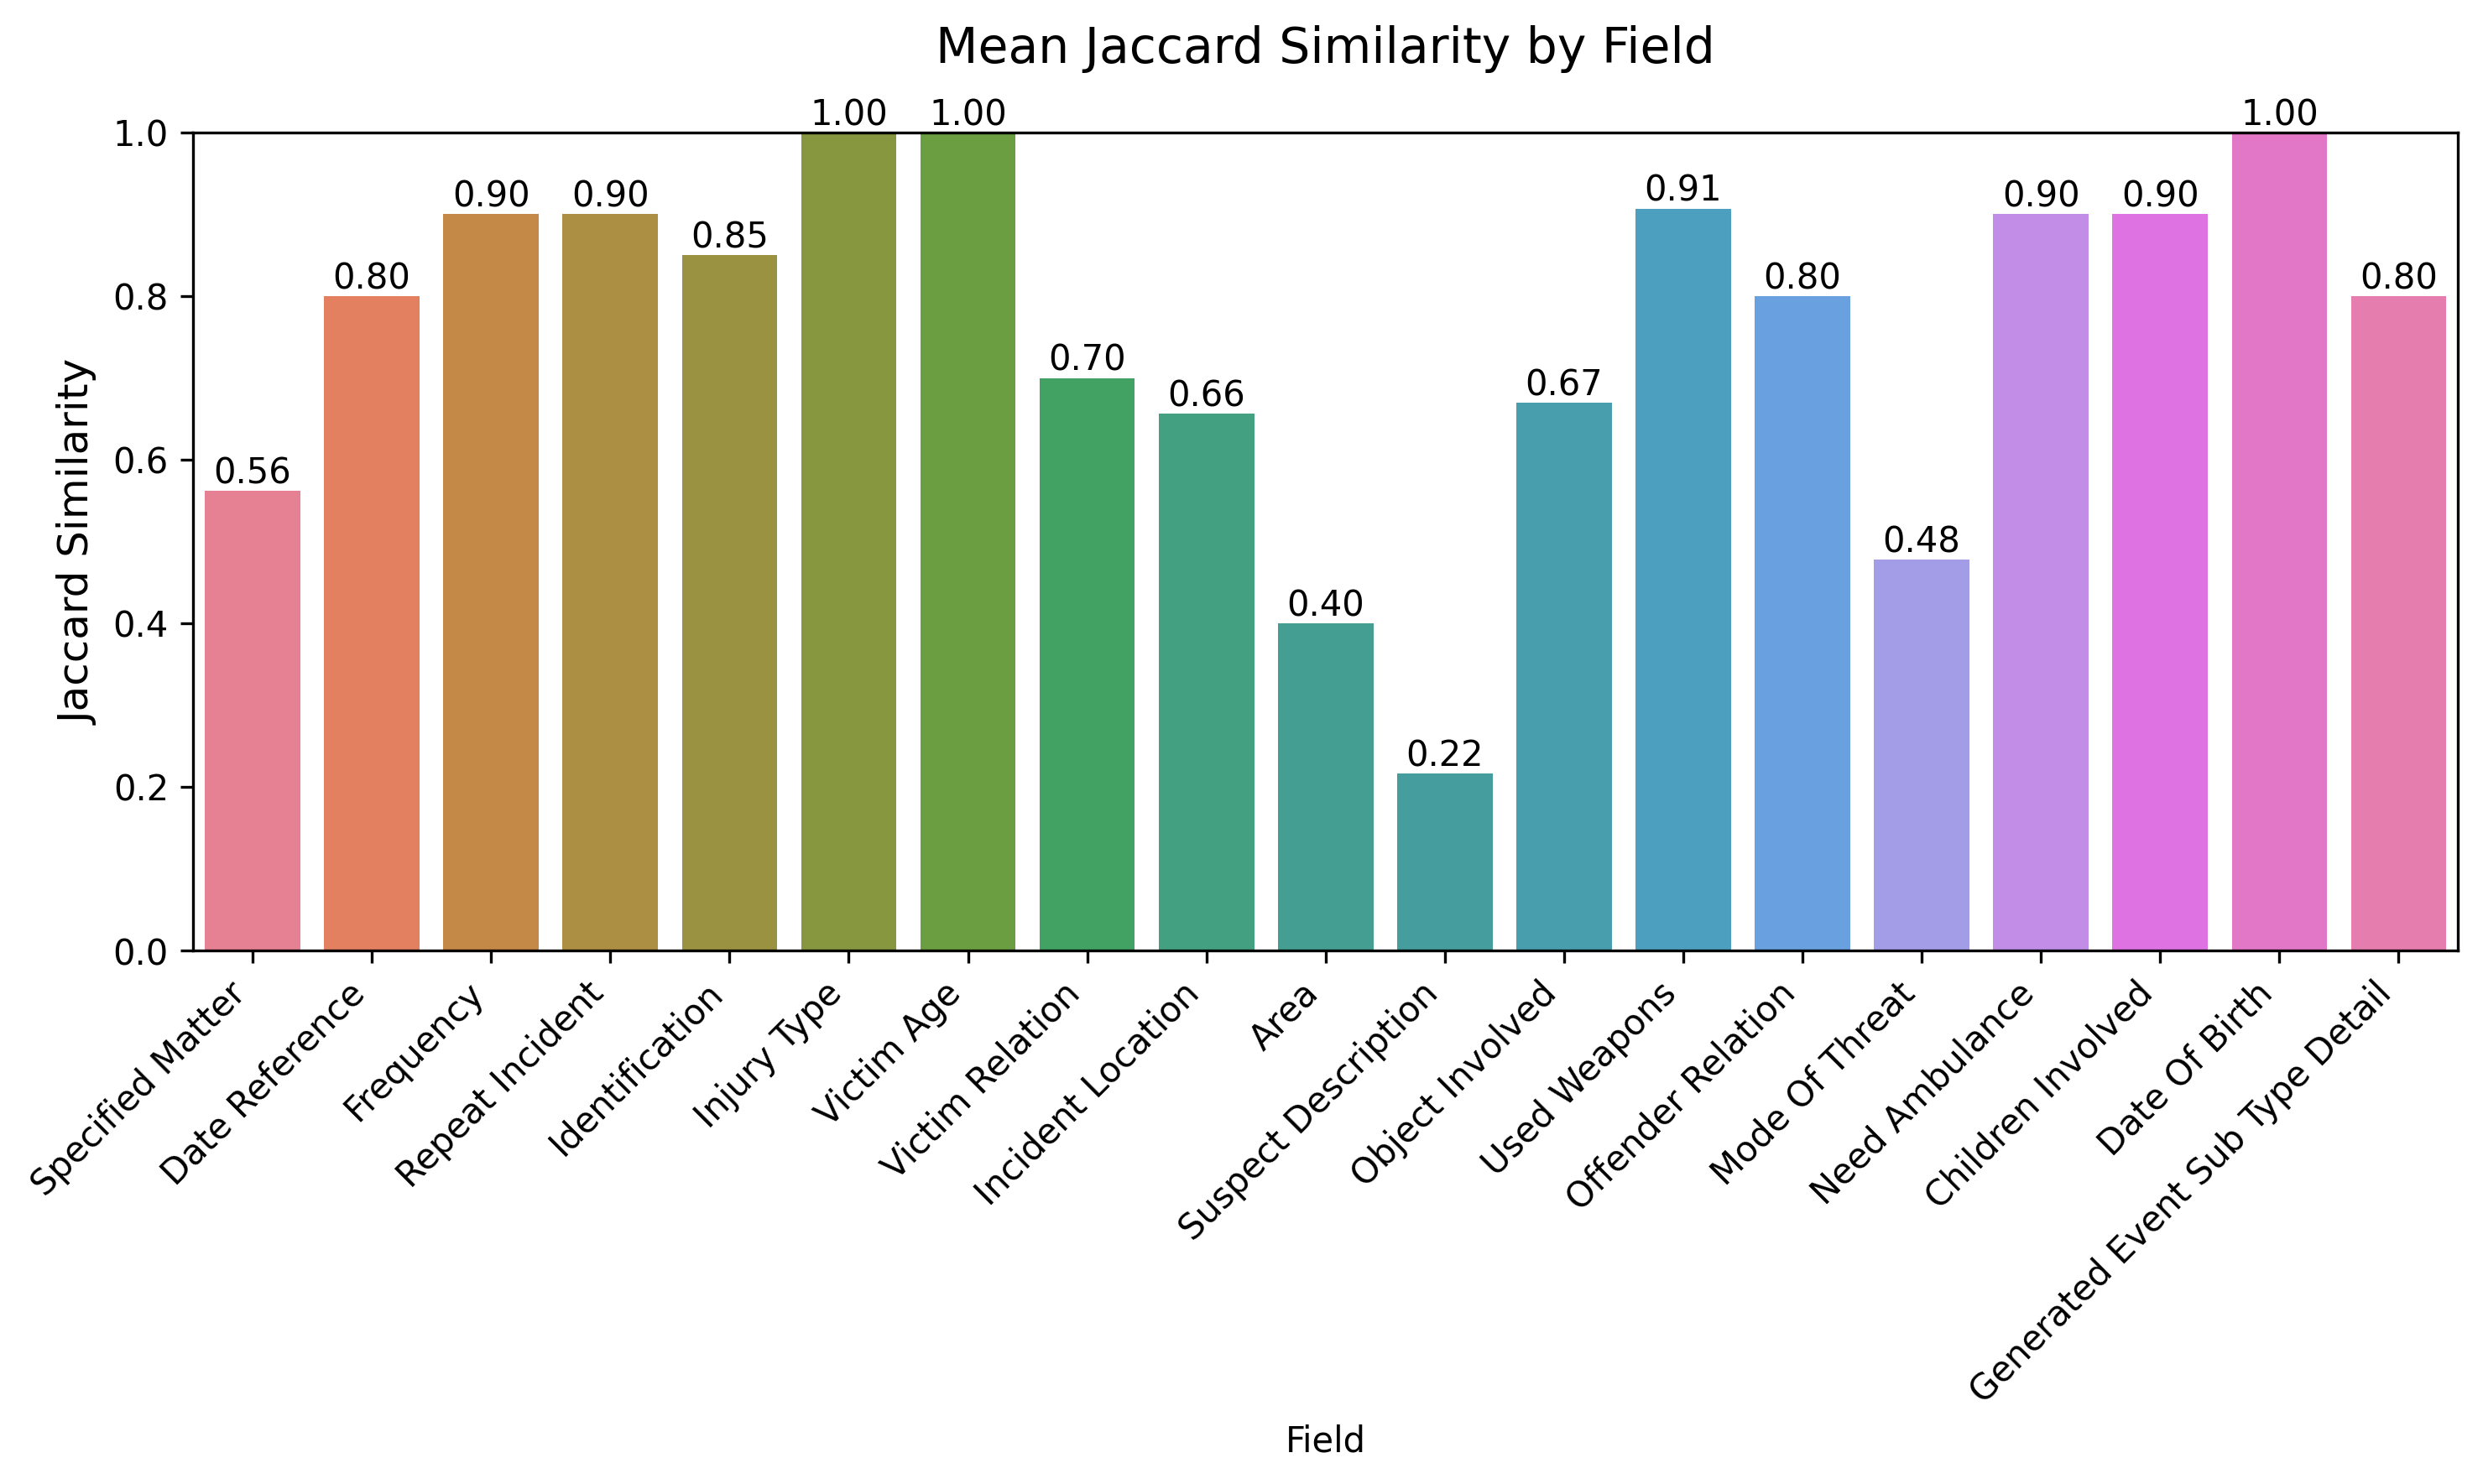 Mean Jaccard Similarity by Field
1.00 1.00 1.00
1.0
0.90 0.90 0.91 0.90 0.90
0.85
0.80 0.80 0.80
0.8
0.70
0.66 0.67
0.6
0.56
0.48
0.40
0.4
0.22
0.2
0.0
Jaccard Similarity
Specified Matter
Date Reference
Frequency
Repeat Incident
Identification
Injury Type
Victim Age
Victim Relation
Incident Location
Area
Suspect Description
Object Involved
Used Weapons
Offender Relation
Mode Of Threat
Need Ambulance
Children Involved
Date Of Birth
Generated Event Sub Type Detail
Field